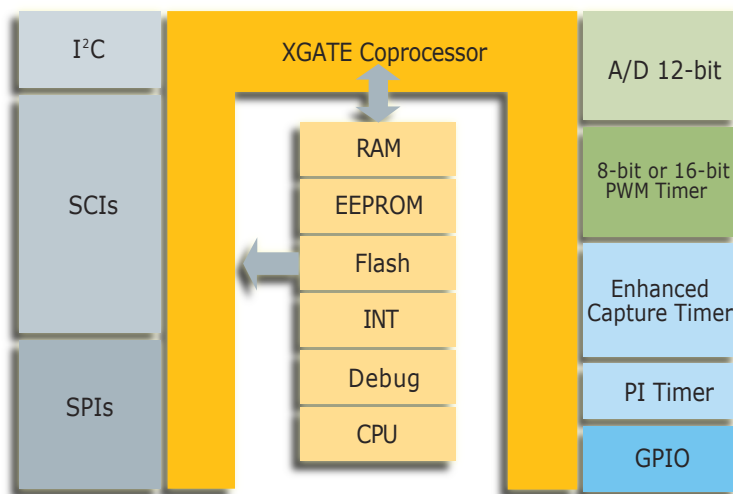 I²C
SCIs
SPIs
XGATE Coprocessor
RAM
EEPROM
Flash
INT
Debug
CPU
A/D 12-bit
8-bit or 16-bit
PWM Timer
Enhanced
Capture Timer
PI Timer
GPIO